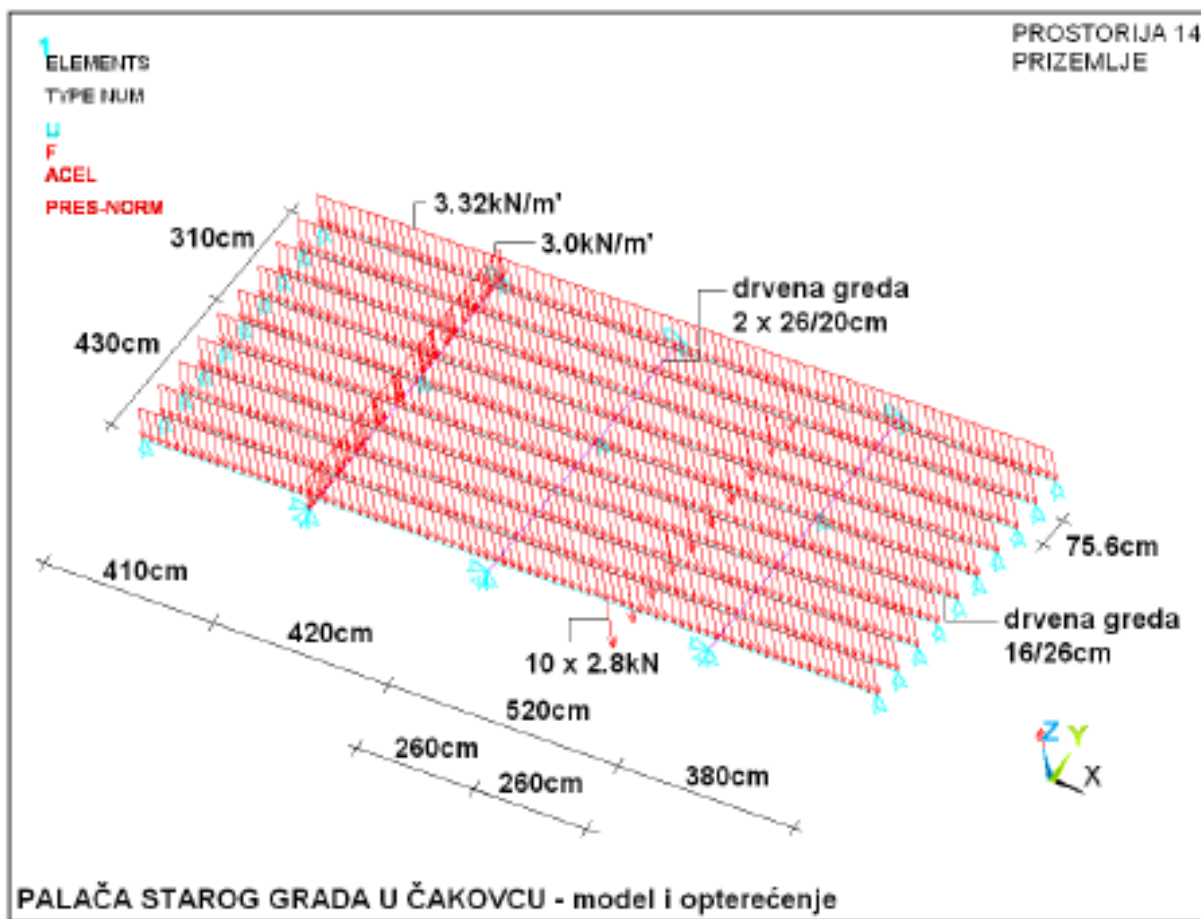 1
ELEMENTS
TYPE NUM
U
F
ACEL
PRES-NORM
PROSTORIJA 14
PRIZEMLJE
3.32kN/m'
310cm
3.0kN/m'
drvena greda
2 x 26/20cm
430cm
75.6cm
410cm
drvena greda
16/26cm
420cm
10 x 2.8kN
520cm
260cm
260cm
380cm
Z
Y
X
PALAČA STAROG GRADA U ČAKOVCU - model i opterećenje